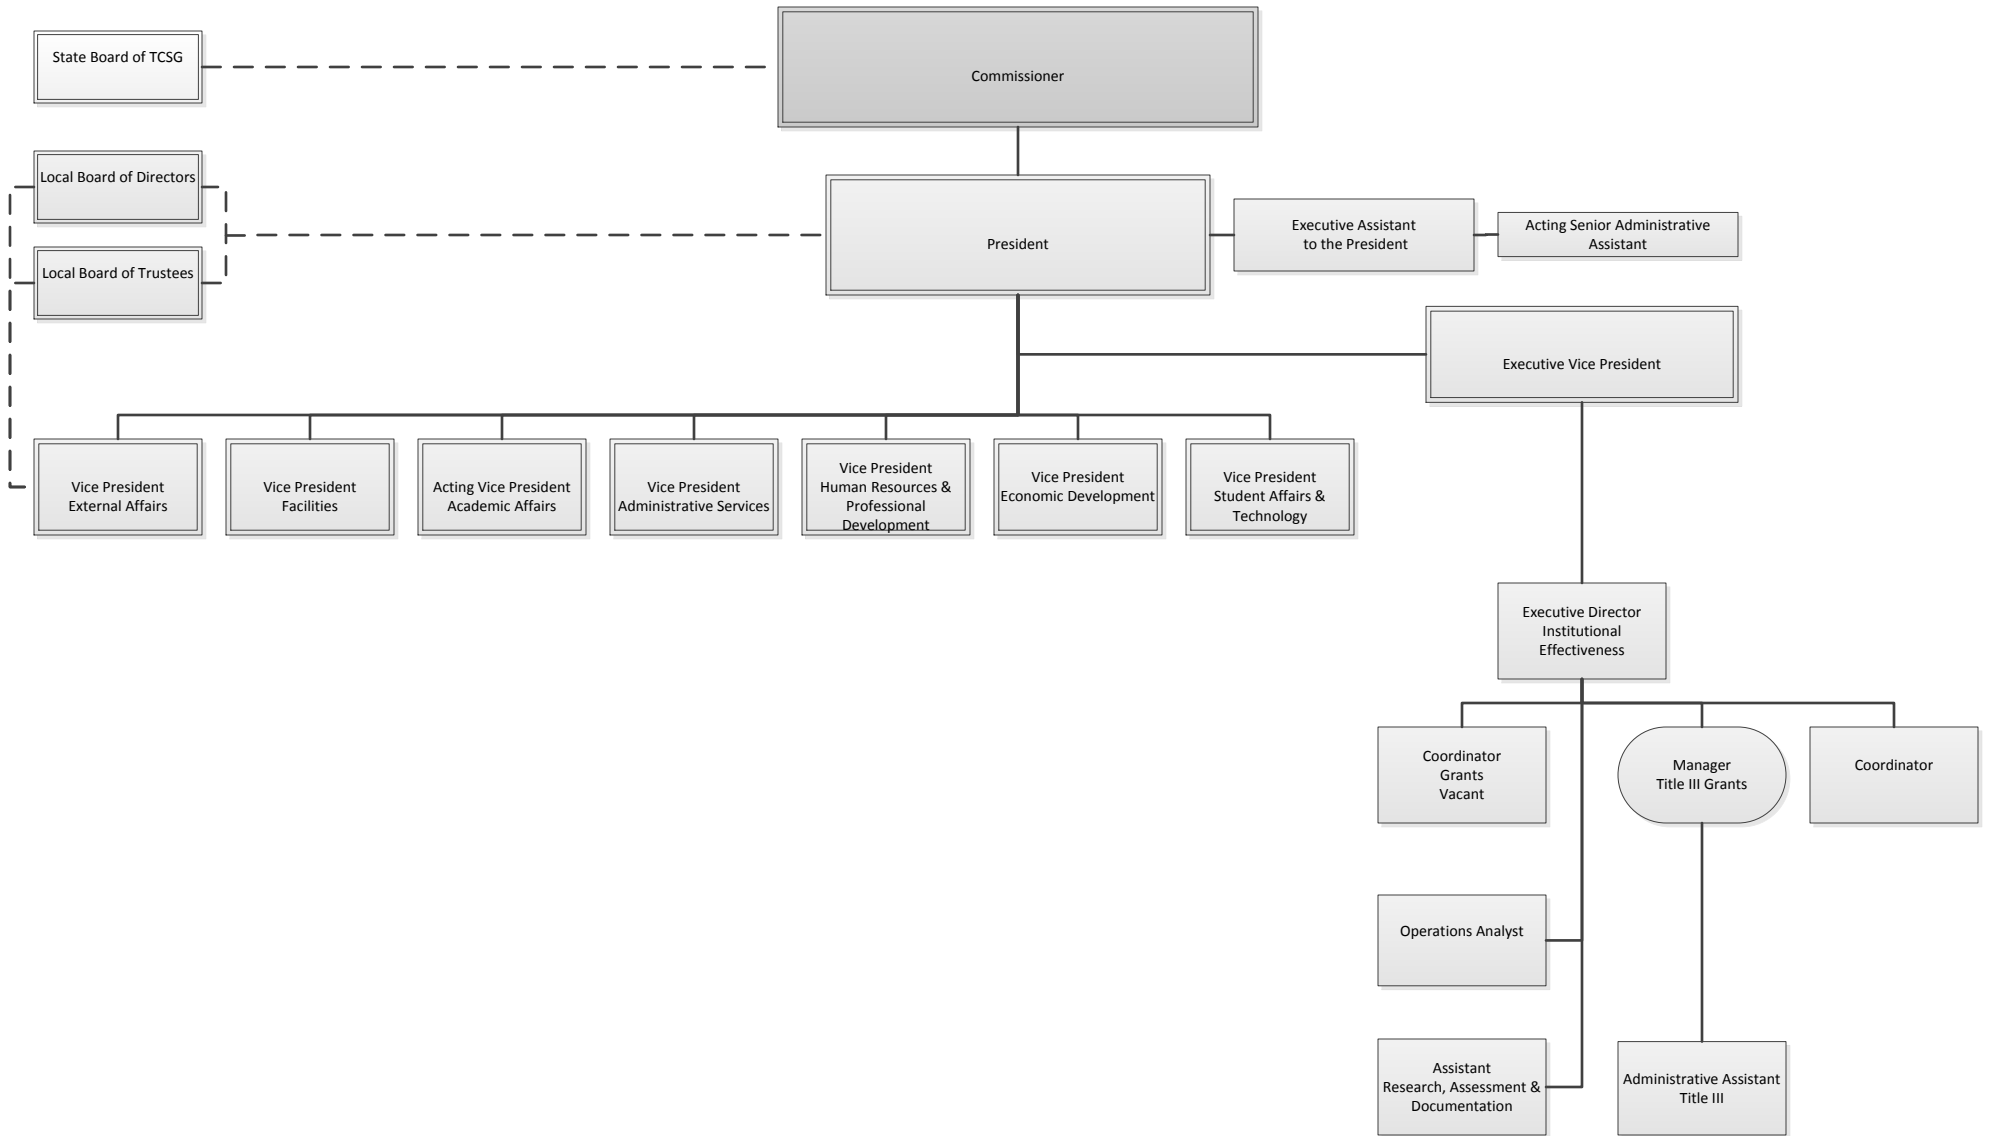 State Board of TCSG
Commissioner
Local Board of Directors
Local Board of Trustees
President
Executive Assistant
to the President
Acting Senior Administrative
Assistant
Executive Vice President
Vice President
External Affairs
Vice President
Facilities
Acting Vice President
Academic Affairs
Vice President
Administrative Services
Vice President
Human Resources &
Professional
Development
Vice President
Economic Development
Vice President
Student Affairs &
Technology
Executive Director
Institutional
Effectiveness
Coordinator
Grants
Vacant
Manager
Title III Grants
Coordinator
Operations Analyst
Assistant
Research, Assessment &
Documentation
Administrative Assistant
Title III